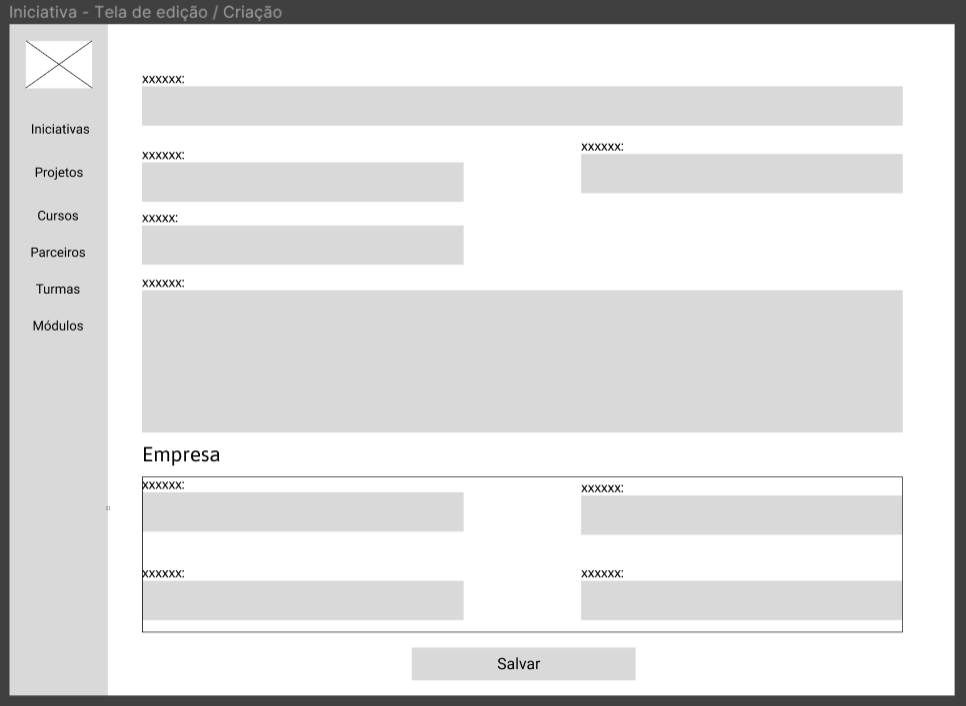 Iniciativa - Tela de edição / Criação
Iniciativas
Projetos
Cursos
Parceiros
Turmas
Módulos
xxxxxx:
xxxxxx:
xxxxxx:
xxxxx:
xxxxxx:
Empresa
xxxxxx:
xxxxxx:
xxxxxx:
xxxxxx:
Salvar